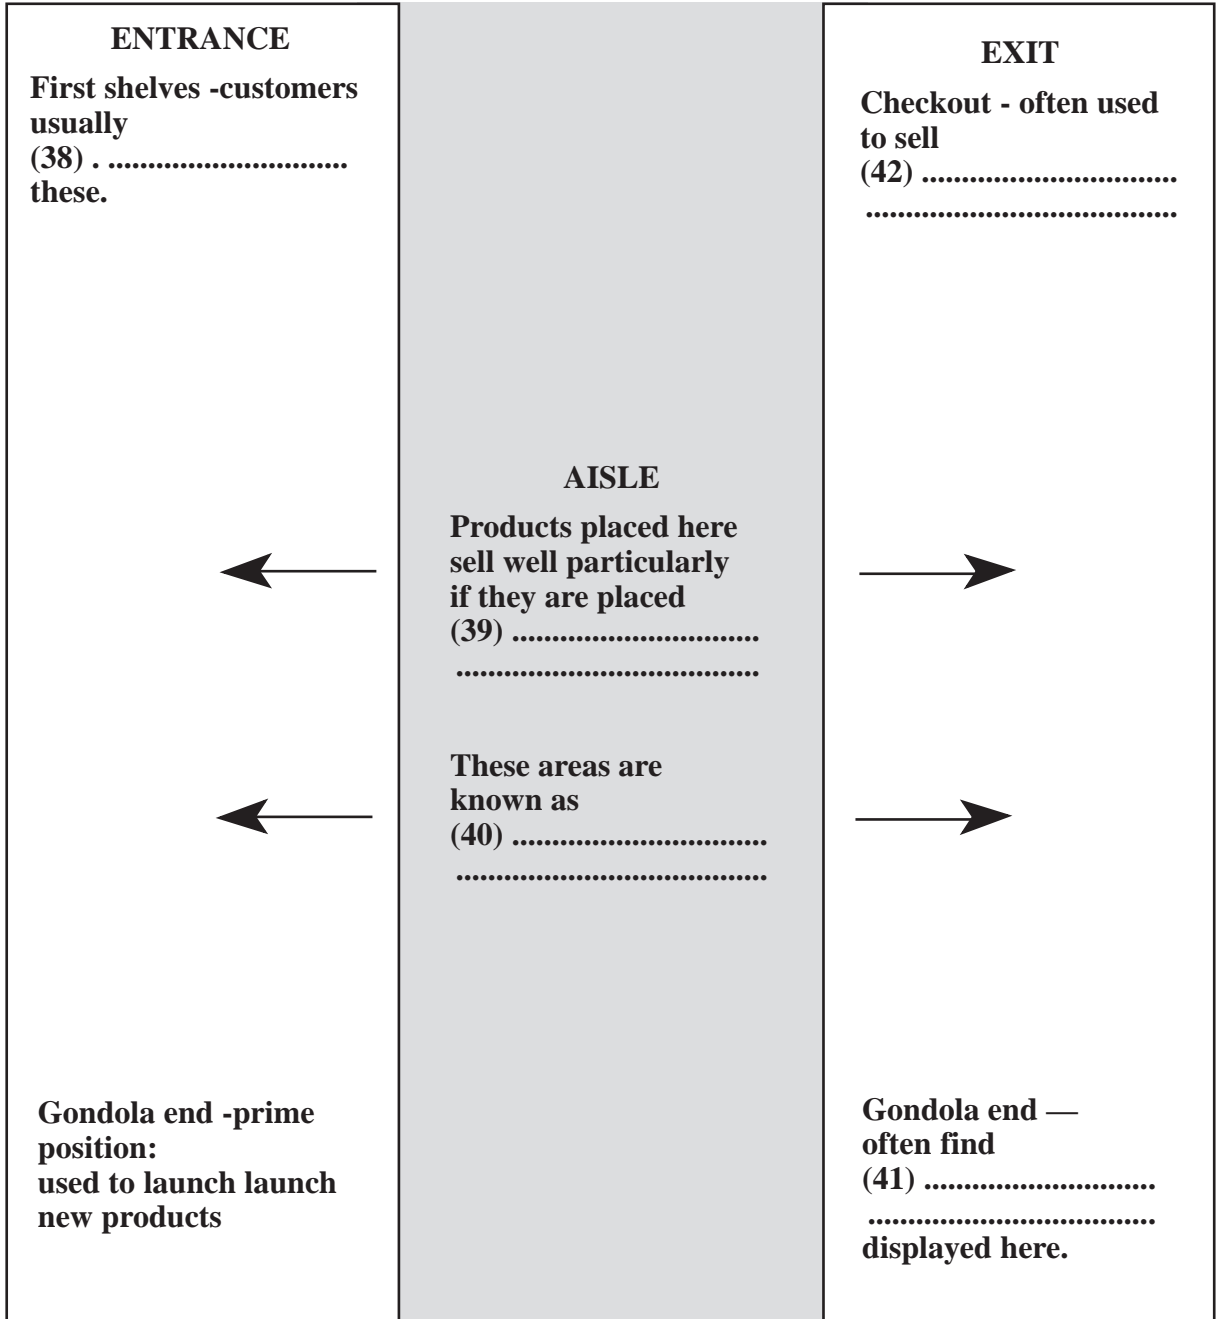 ENTRANCE
First shelves -customers
usually
(38) . ..............................
these.
AISLE
Products placed here
sell well particularly
if they are placed
(39) ...............................
......................................
These areas are
known as
(40) ................................
.......................................
Gondola end -prime
position:
used to launch launch
new products
EXIT
Checkout - often used
to sell
(42) ................................
.......................................
Gondola end —
often find
(41) .............................
....................................
displayed here.